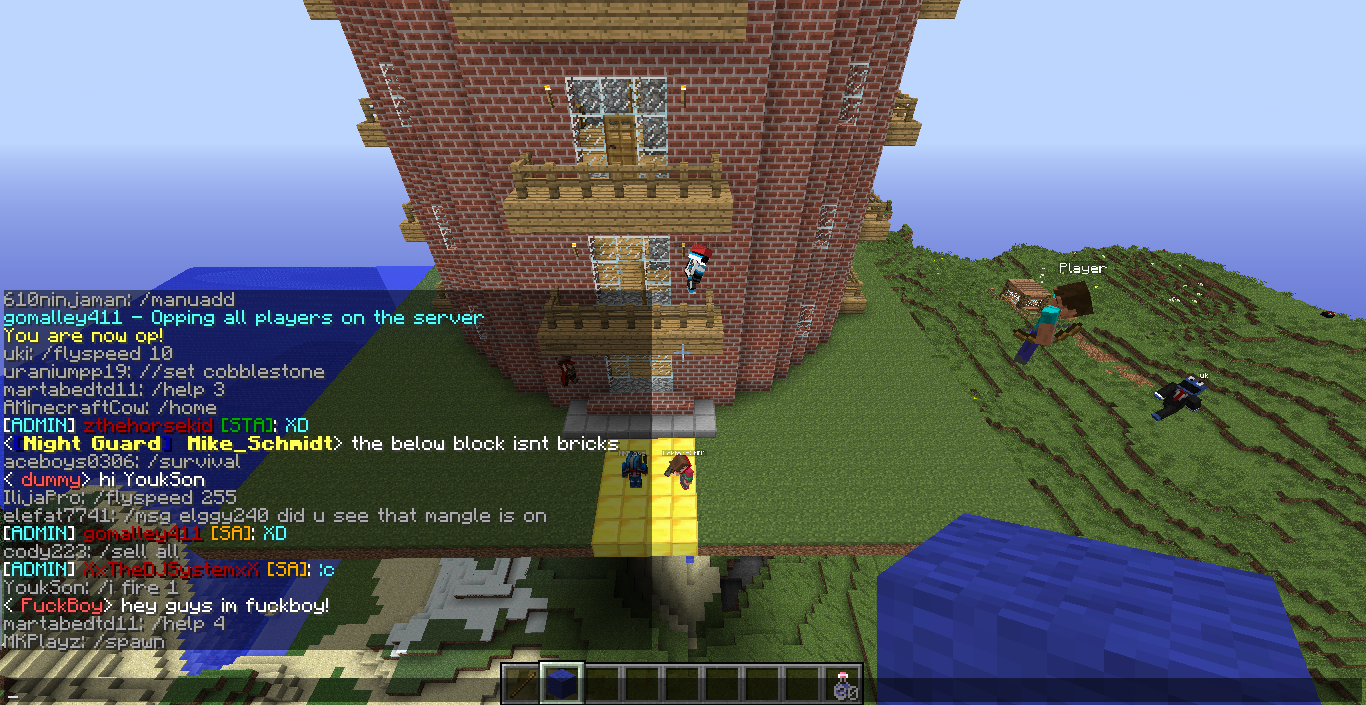 610ninjaman: /manuadd
gomalley411 - Opping all players on the server
You are now op!
uki: /flyspeed 10
uraniumpp19: //set cobblestone
martabedtd11: /help 3
AMinecraftCow: /home
[ADMIN] zthehorsekid [STA]: XD
< Night Guard  Mike_Schmidt> the below block isnt bricks
aceboys0306: /survival
< dummy> hi YoukSon
IlijaPro: /flyspeed 255
elefat7741: /msg elggy240 did u see that mangle is on
[ADMIN] gomalley411 [SA]: XD
cody223: /sell all
[ADMIN] XxTheDJSystemxX [SA]: :c
YoukSon: /i fire 1
< FuckBoy> hey guys im fuckboy!
martabedtd11: /help 4
MKPlayz: /spawn
_
Player
uk